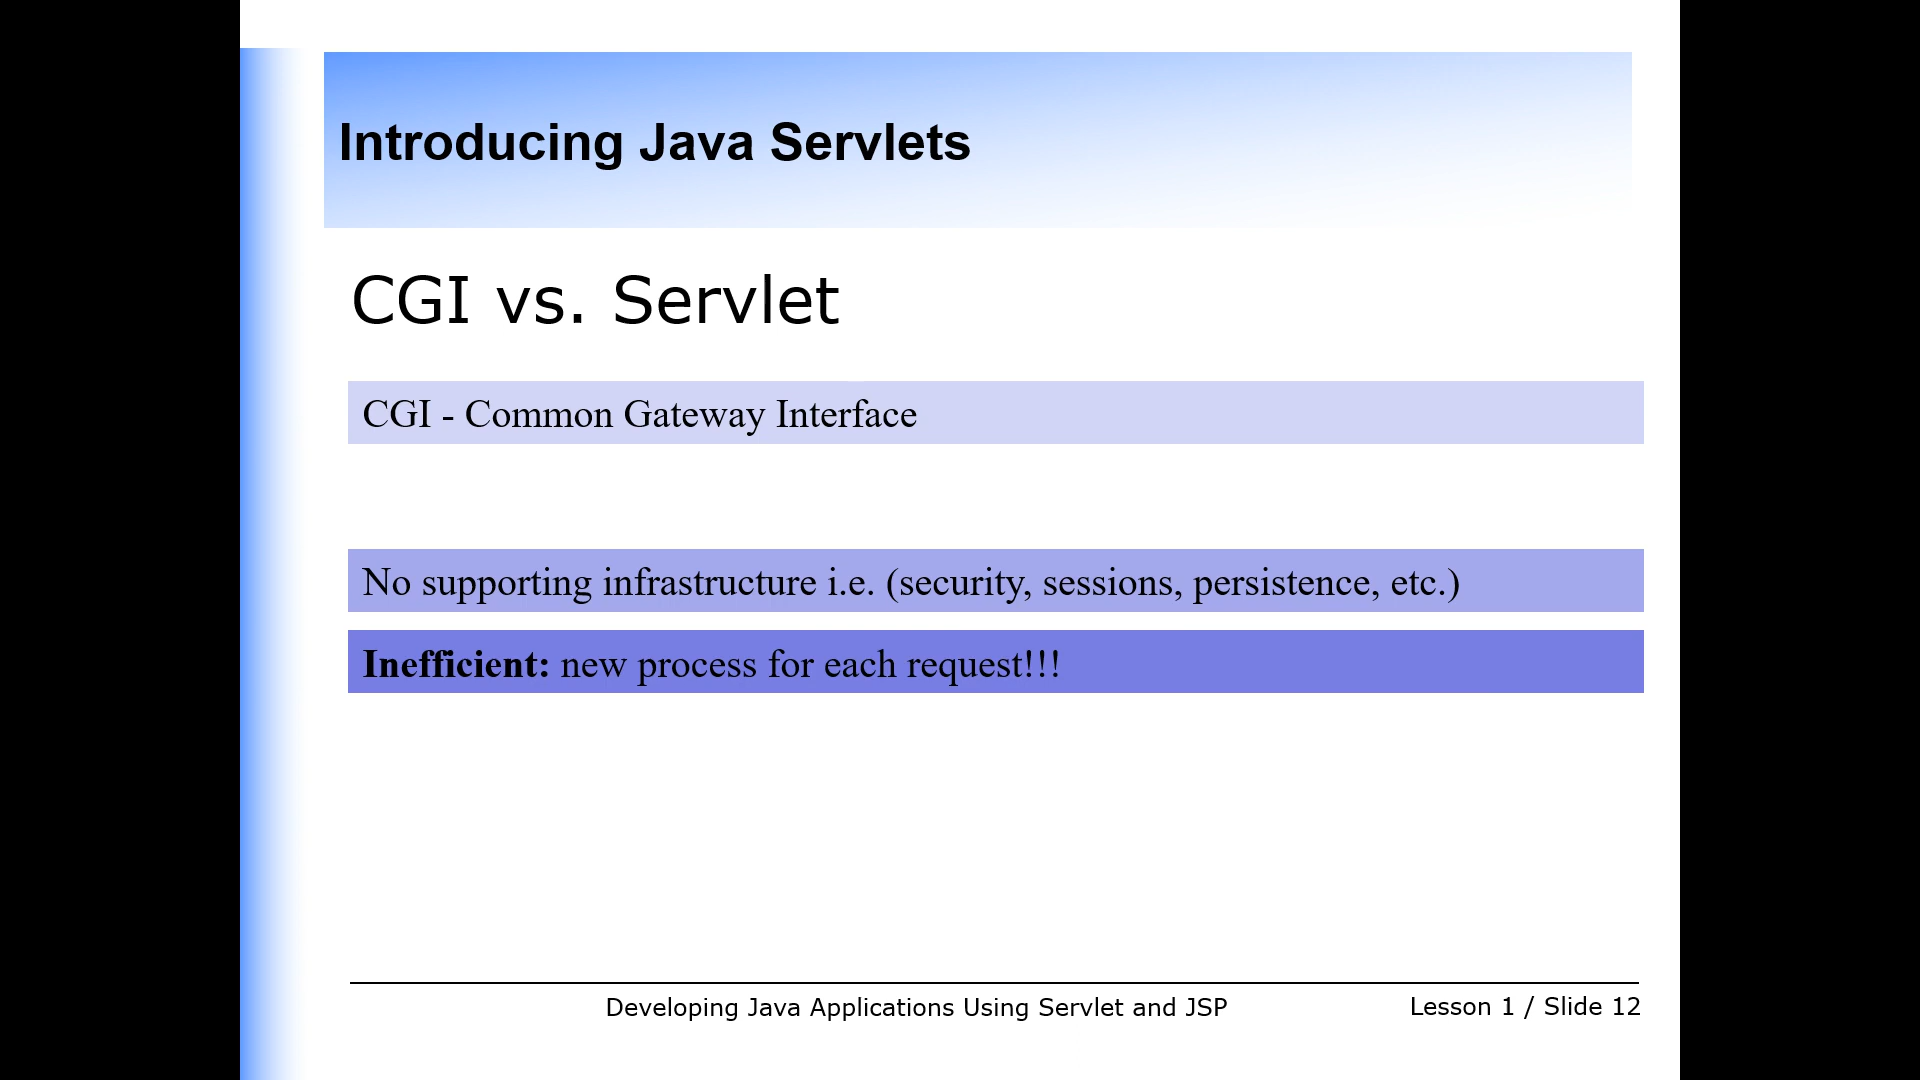 Introducing Java Servlets
CGI vs. Servlet
CGI - Common Gateway Interface
No supporting infrastructure i.e. (security, sessions, persistence, etc.)
Inefficient: new process for each request!!!
Developing Java Applications Using Servlet and JSP
Lesson 1 / Slide 12